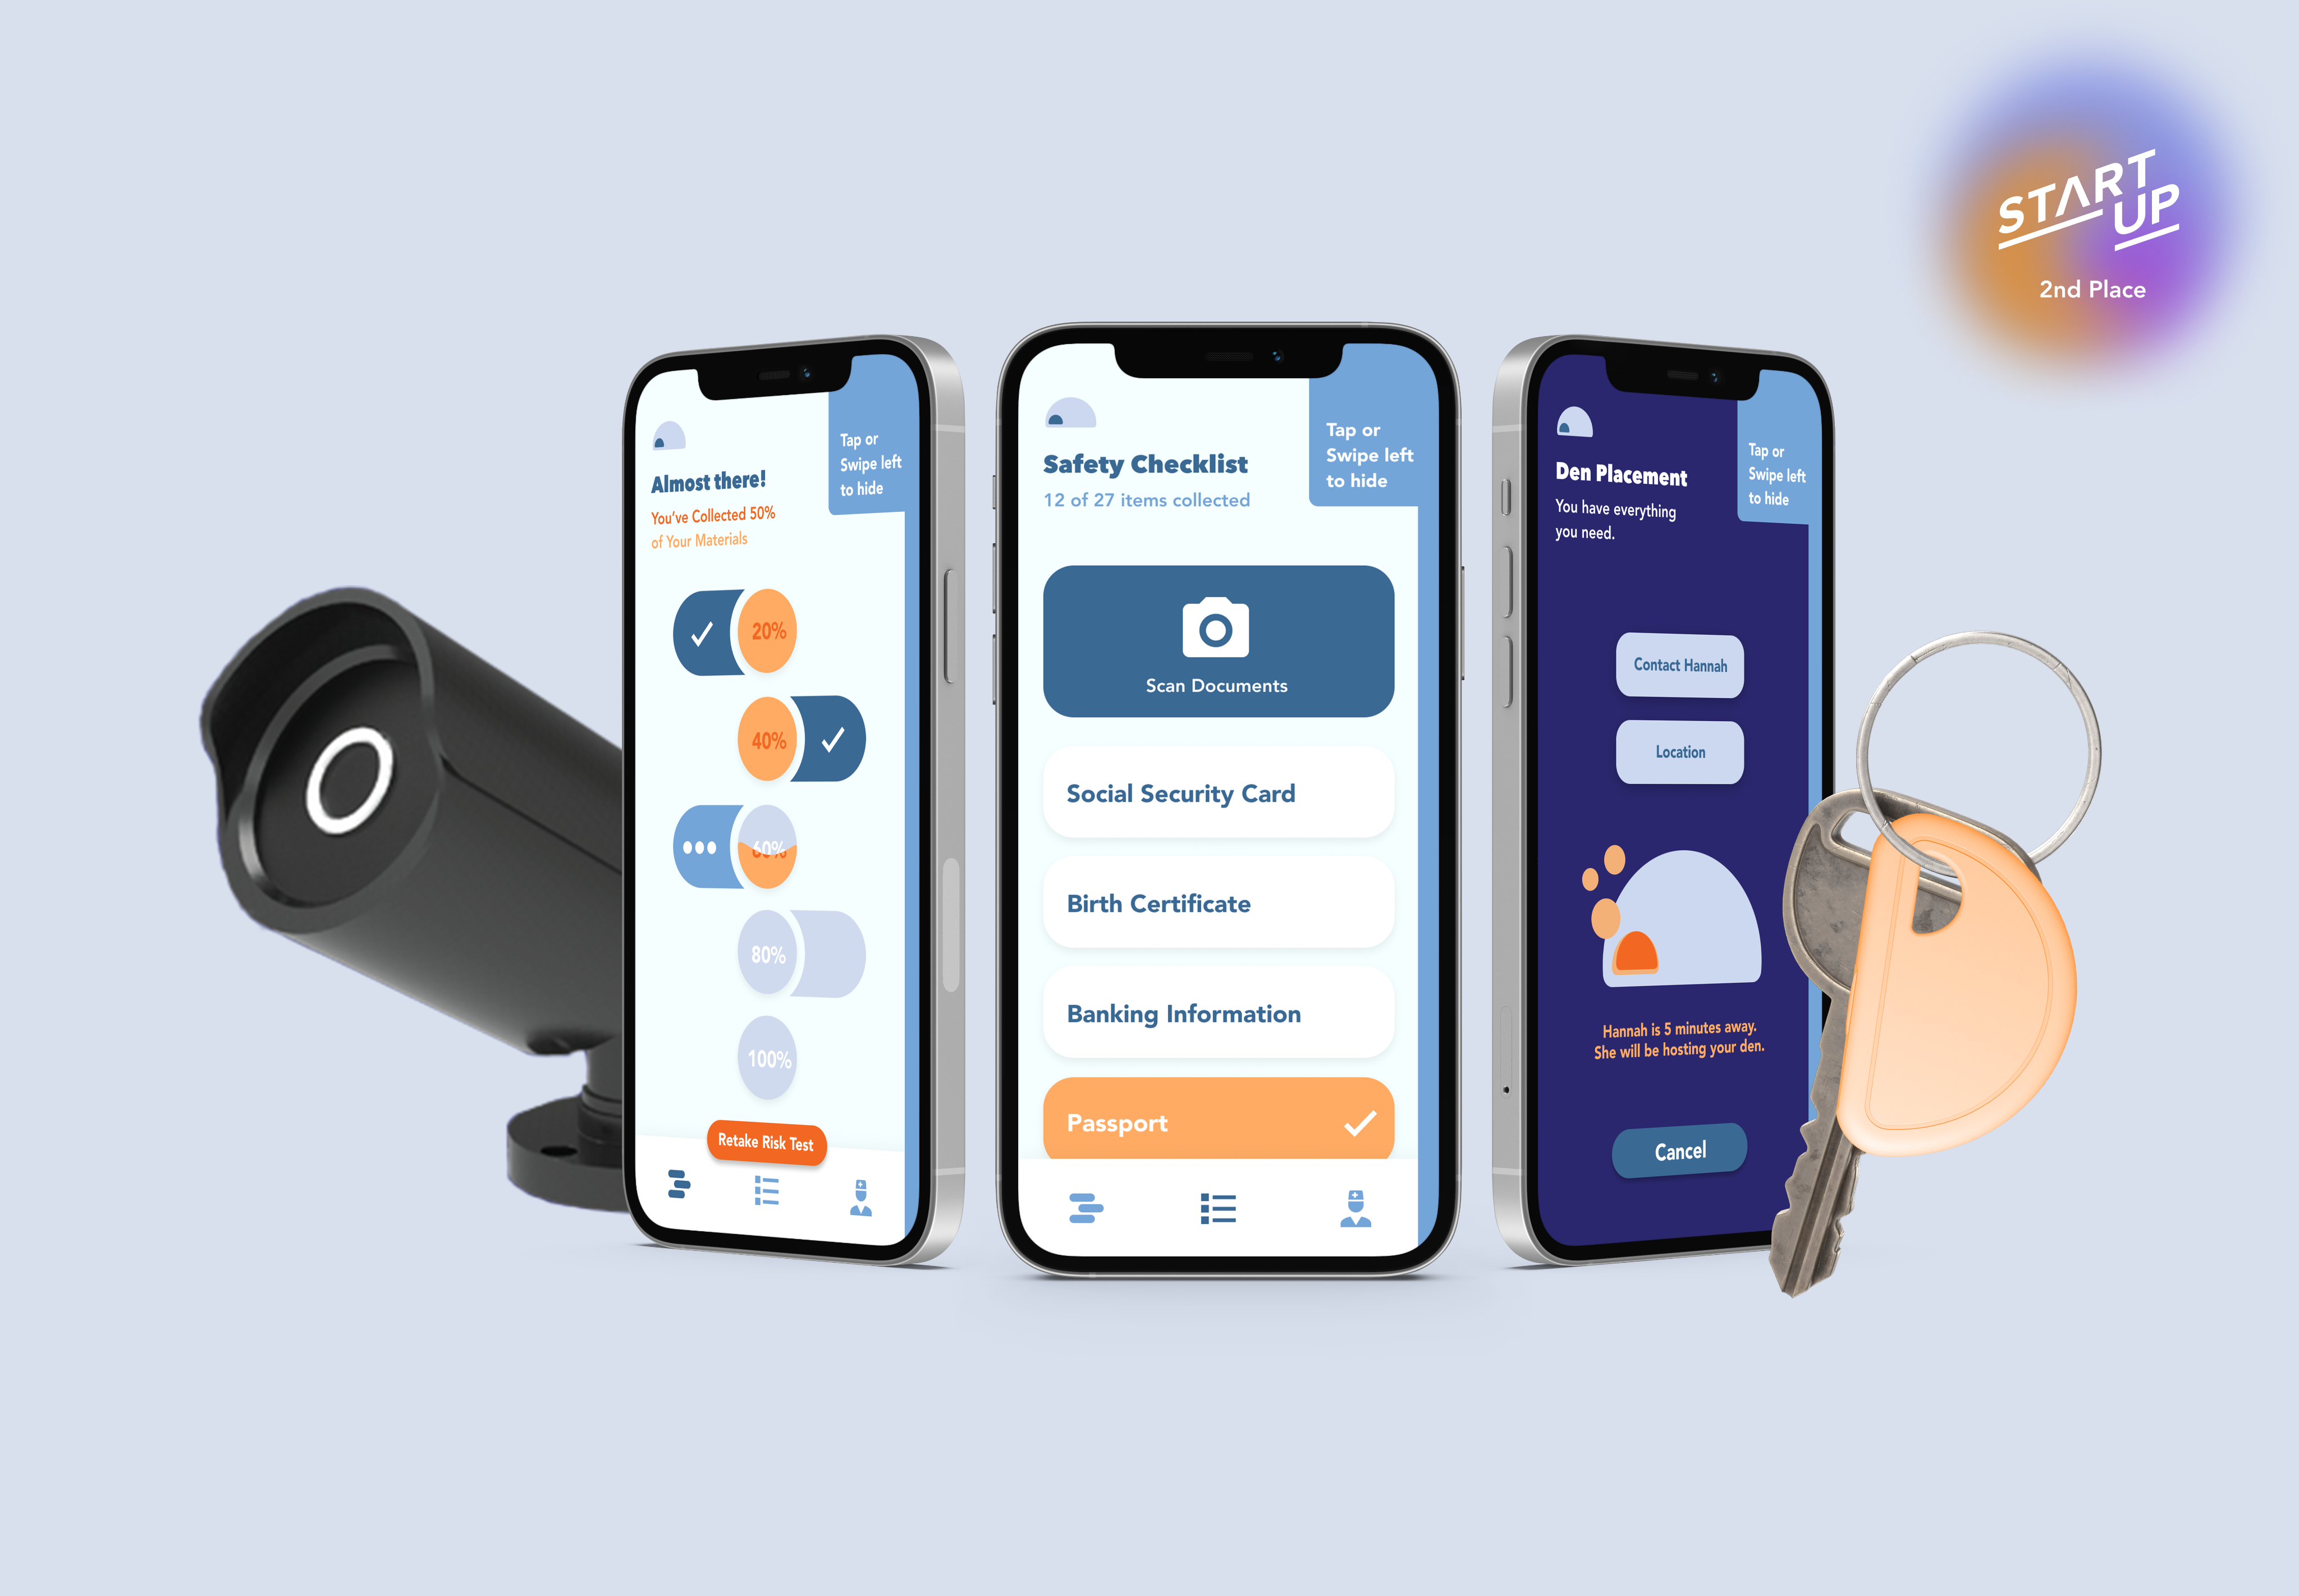 START
UP
2nd Place
Almost there!
You've Collected 50%
of Your Materials
Tap or
Swipe left
to hide
20%
40%
60%
80%
100%
Retake Risk Test
Safety Checklist
12 of 27 items collected
Tap or
Swipe left
to hide
Scan Documents
Social Security Card
Birth Certificate
Banking Information
Passport
Den Placement
You have everything
you need.
Tap or
Swipe left
to hide
Contact Hannah
Location
Hannah is 5 minutes away.
She will be hosting your den.
Cancel